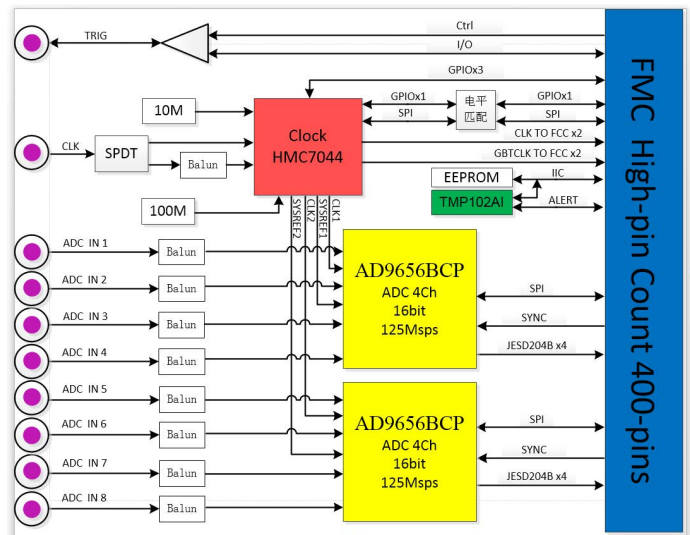 TRIG
Ctrl
I/O
GPIOx3
10M
Clock
HMC7044
GPIOx1
SPI
电平
匹配
GPIOx1
SPI
CLK
SPDT
Balun
CLK TO FCC x2
GBTCLK TO FCC x2
EEPROM
IIC
TMP102AI
ALERT
100M
SYSREF2
CLK2
SYSREF1
CLK1
ADC IN 1
Balun
ADC IN 2
Balun
ADC IN 3
Balun
ADC IN 4
Balun
AD9656BCP
ADC 4Ch
16bit
125Msps
SPI
SYNC
JESD204B x4
ADC IN 5
Balun
ADC IN 6
Balun
ADC IN 7
Balun
ADC IN 8
Balun
AD9656BCP
ADC 4Ch
16bit
125Msps
SPI
SYNC
JESD204B x4
FMC High-pin Count 400-pins